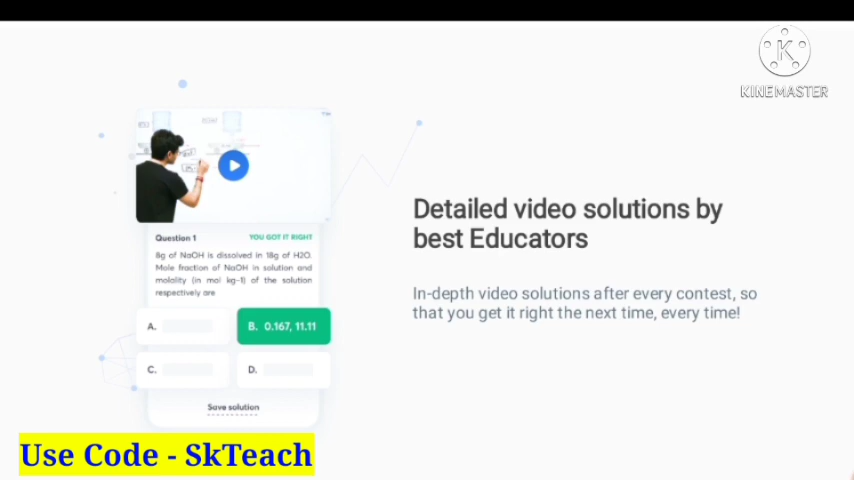 KINEMASTER
Detailed video solutions by
best Educators
In-depth video solutions after every contest, so
that you get it right the next time, every time!
Question 1 YOU GOT IT RIGHT
8g of NaOH is dissolved in 18g of H2O.
Mole fraction of NaOH in solution and
molality (in mol kg-1) of the solution
respectively are
A.
B. 0.167, 11.11
C.
D.
Save solution
Use Code - SkTeach